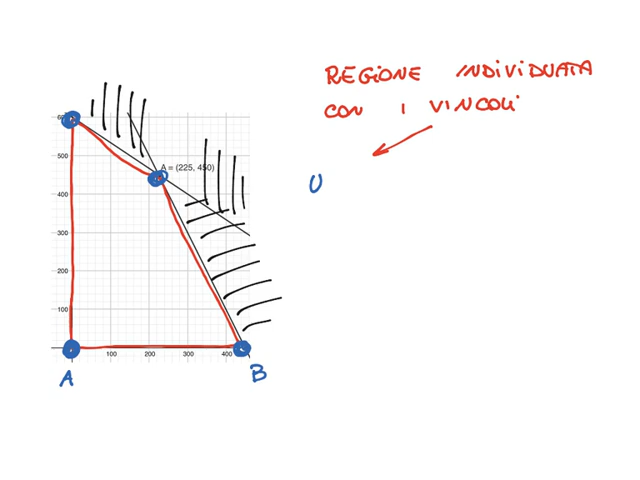 REGIONE INDIVIDUATA
CON I VINCOLI
U
600
500
A = (225, 450)
400
300
200
100
100 200 300 400
A B